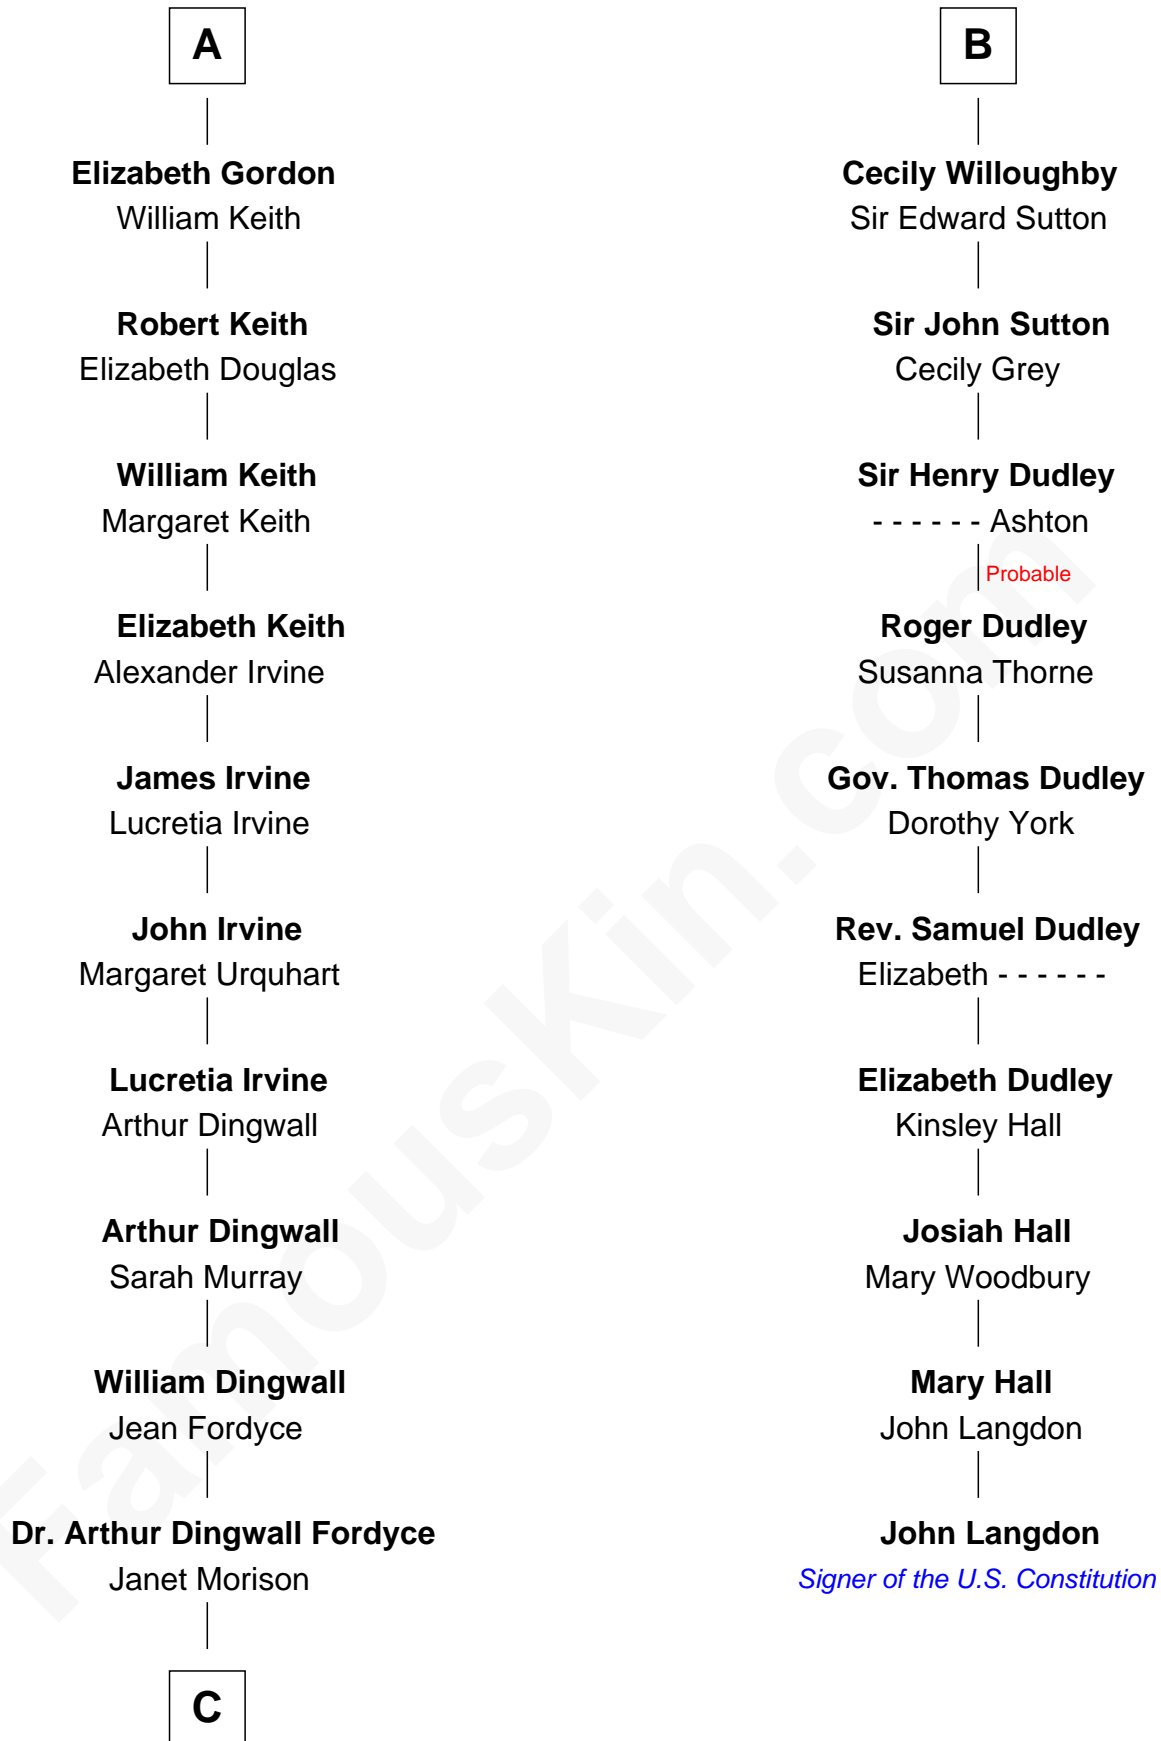 A
Elizabeth Gordon
William Keith
Robert Keith
Elizabeth Douglas
William Keith
Margaret Keith
Elizabeth Keith
Alexander Irvine
James Irvine
Lucretia Irvine
John Irvine
Margaret Urquhart
Lucretia Irvine
Arthur Dingwall
Arthur Dingwall
Sarah Murray
William Dingwall
Jean Fordyce
Dr. Arthur Dingwall Fordyce
Janet Morison
C
B
Cecily Willoughby
Sir Edward Sutton
Sir John Sutton
Cecily Grey
Sir Henry Dudley
- - - - - - Ashton
Probable
Roger Dudley
Susanna Thorne
Gov. Thomas Dudley
Dorothy York
Rev. Samuel Dudley
Elizabeth - - - - - -
Elizabeth Dudley
Kinsley Hall
Josiah Hall
Mary Woodbury
Mary Hall
John Langdon
John Langdon
Signer of the U.S. Constitution
FamousKin.com